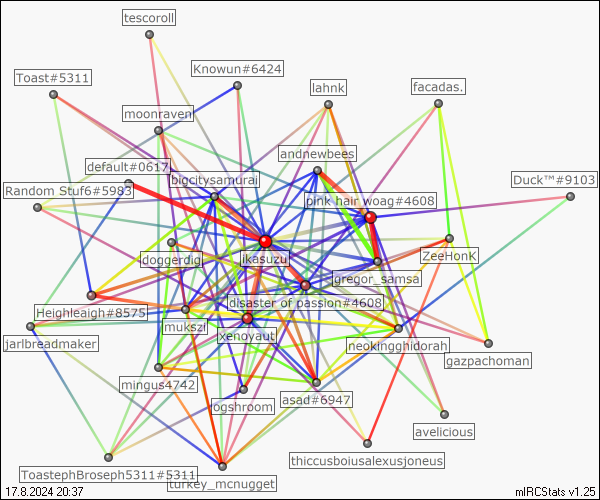 tescoroll
Knowun#6424
Toast#5311
lahnk
facadas.
moonraven
andnewbees
default#0617
bigcitysamurai
Duck™#9103
Random Stuf6#5983
pink hair woag#4608
doggerdigi
ikasuzu
ZeeHonK
gregor_samsa
disaster of passion#4608
Heighleaigh#8575
mukszi
xenoyaut
jarlbreadmaker
neokingghidorah
gazpachoman
mingus4742
rogshroom
asad#6947
avelicious
thiccusboiusalexusjoneus
ToastephBroseph5311#5311
turkey_mcnugget
17.8.2024 20:37
mIRCStats v1.25